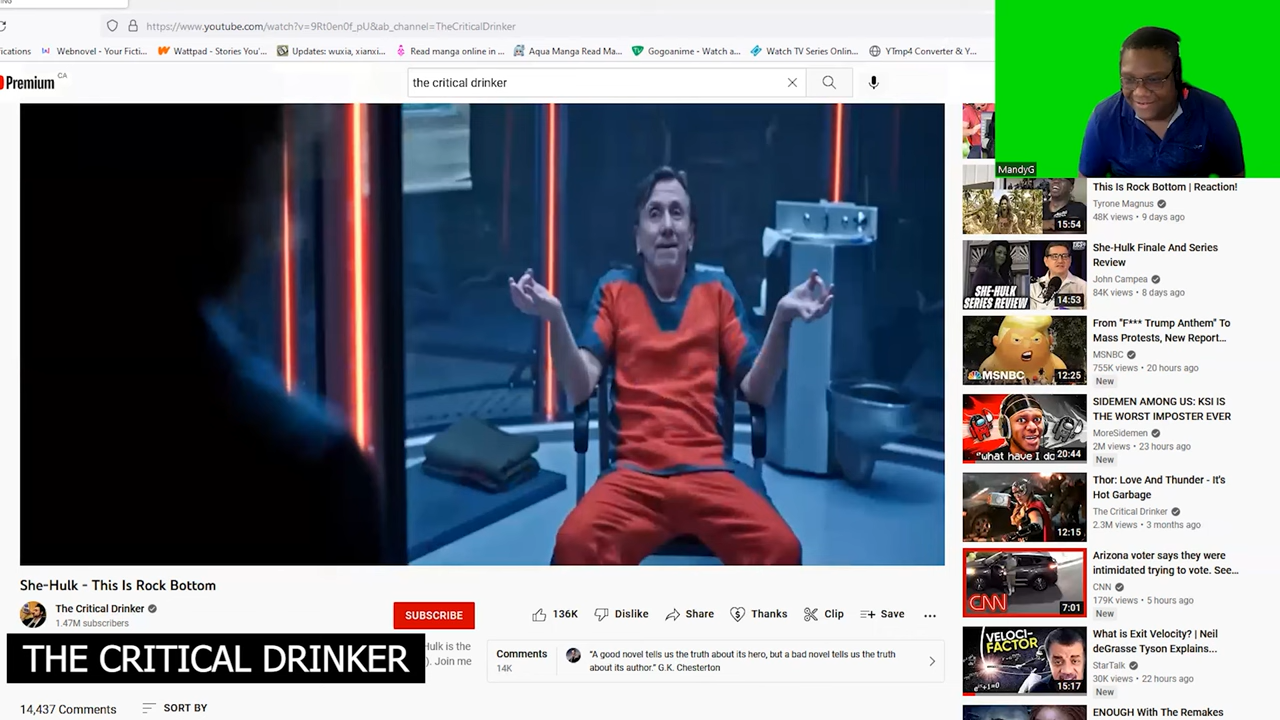 https://www.youtube.com/watch?v=9Rt0en0f_pU&ab_channel=TheCriticalDrinker
ications
Webnovel - Your Ficti...
Wattpad - Stories You'...
Updates: wuxia, xianxi...
Read manga online in ...
Aqua Manga Read Ma...
Gogoanime - Watch a...
Watch TV Series Onlin...
YTmp4 Converter & Y...
Premium
CA
the critical drinker
MandyG
This Is Rock Bottom | Reaction!
Tyrone Magnus
48K views • 9 days ago
15:54
She-Hulk Finale And Series
Review
John Campea
84K views • 8 days ago
SHE-HULK
SERIES REVIEW
14:53
From "F*** Trump Anthem" To
Mass Protests, New Report...
MSNBC
755K views • 20 hours ago
New
MSNBC
12:25
SIDEMEN AMONG US: KSI IS
THE WORST IMPOSTER EVER
MoreSidemen
2M views • 23 hours ago
New
"what have I do
20:44
Thor: Love And Thunder - It's
Hot Garbage
The Critical Drinker
2.3M views • 3 months ago
12:15
Arizona voter says they were
intimidated trying to vote. See...
CNN
179K views • 5 hours ago
New
CNN
7:01
What is Exit Velocity? | Neil
deGrasse Tyson Explains...
StarTalk
30K views • 22 hours ago
New
VELOCI-
FACTOR
15:17
ENOUGH With The Remakes
She-Hulk - This Is Rock Bottom
The Critical Drinker
1.47M subscribers
SUBSCRIBE
136K
Dislike
Share
Thanks
Clip
Save
THE CRITICAL DRINKER
Hulk is the
). Join me
Comments
14K
"A good novel tells us the truth about its hero, but a bad novel tells us the truth
about its author." G.K. Chesterton
14,437 Comments
SORT BY